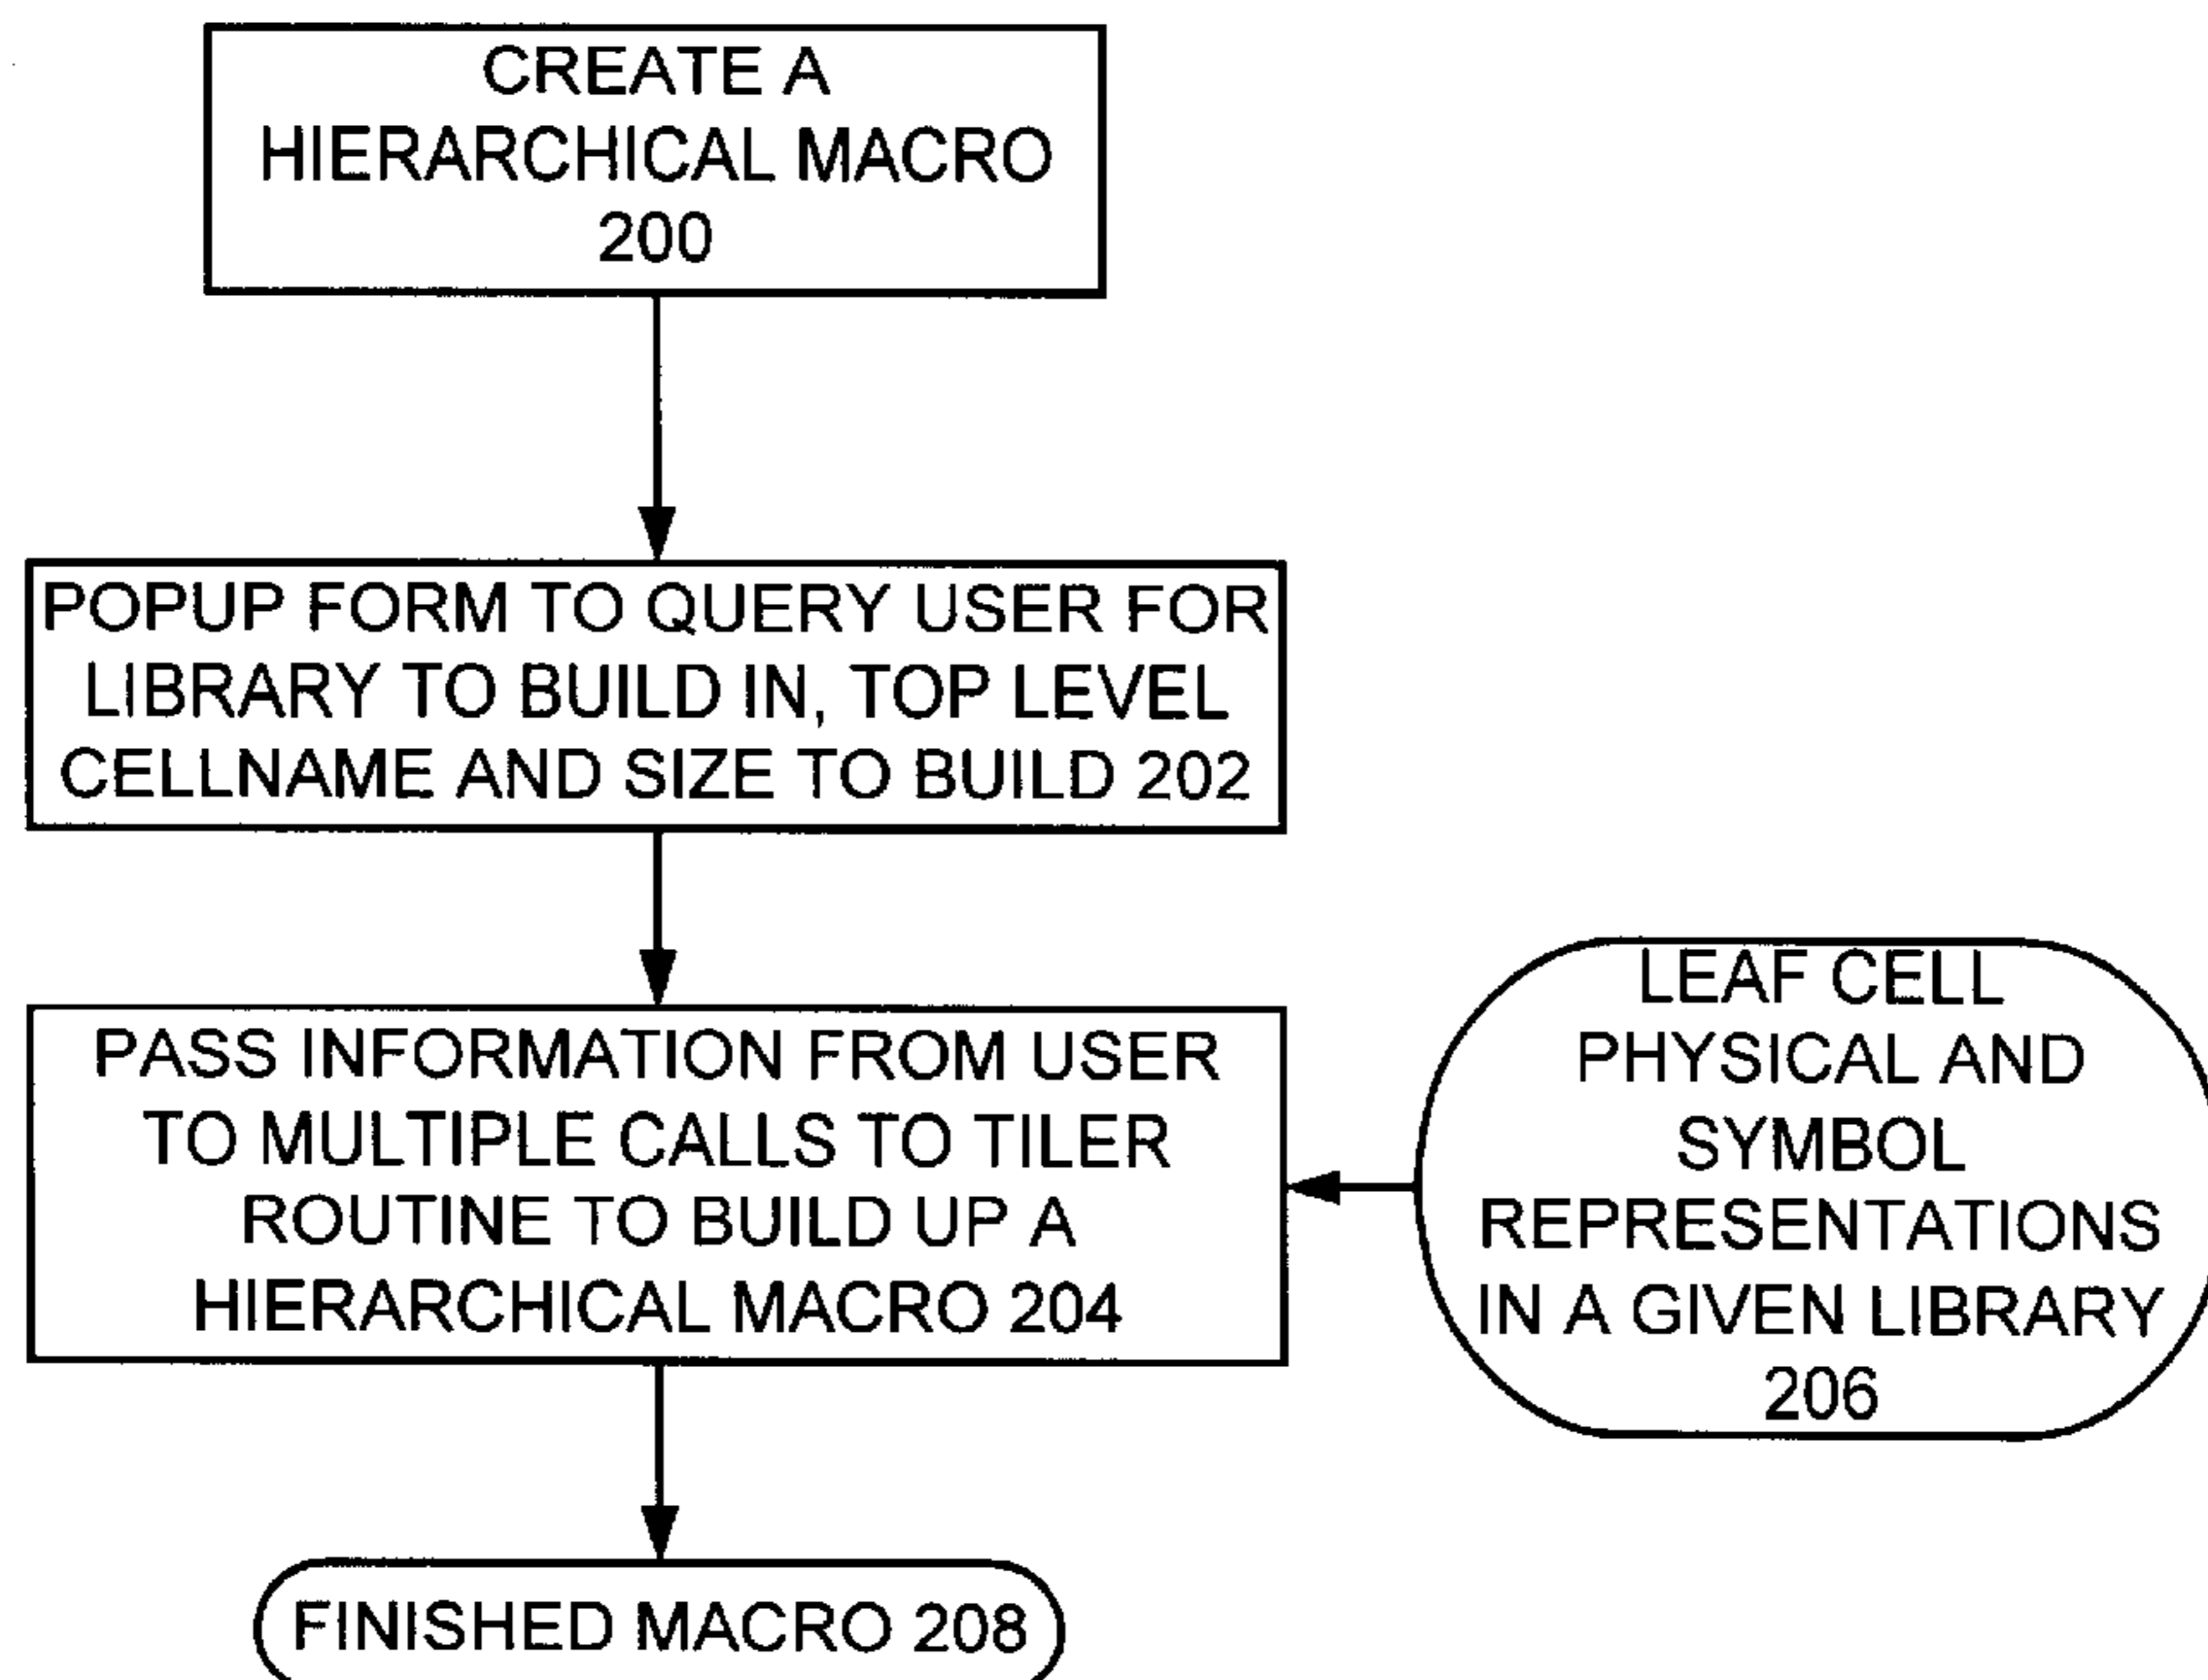 CREATE A
HIERARCHICAL MACRO
200
POPUP FORM TO QUERY USER FOR
LIBRARY TO BUILD IN, TOP LEVEL
CELLNAME AND SIZE TO BUILD 202
PASS INFORMATION FROM USER
TO MULTIPLE CALLS TO TILER
ROUTINE TO BUILD UP A
HIERARCHICAL MACRO 204
LEAF CELL
PHYSICAL AND
SYMBOL
REPRESENTATIONS
IN A GIVEN LIBRARY
206
FINISHED MACRO 208